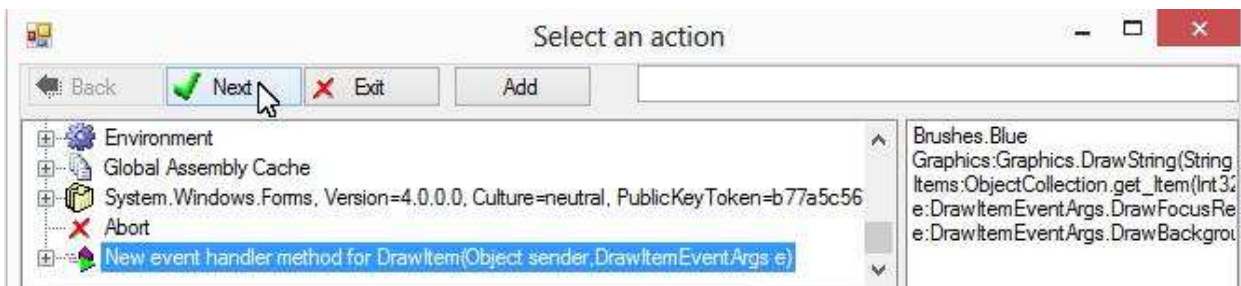 Select an action
Back Next Exit Add
Environment
Global Assembly Cache
System.Windows.Forms, Version=4.0.0.0, Culture=neutral, PublicKeyToken=b77a5c56
Abort
New event handler method for DrawItem(Object sender,DrawItemEventArgs e)
Brushes.Blue
Graphics:Graphics.DrawString(String
Items:ObjectCollection.get_Item(Int32
e:DrawItemEventArgs.DrawFocusRe
e:DrawItemEventArgs.DrawBackgrou